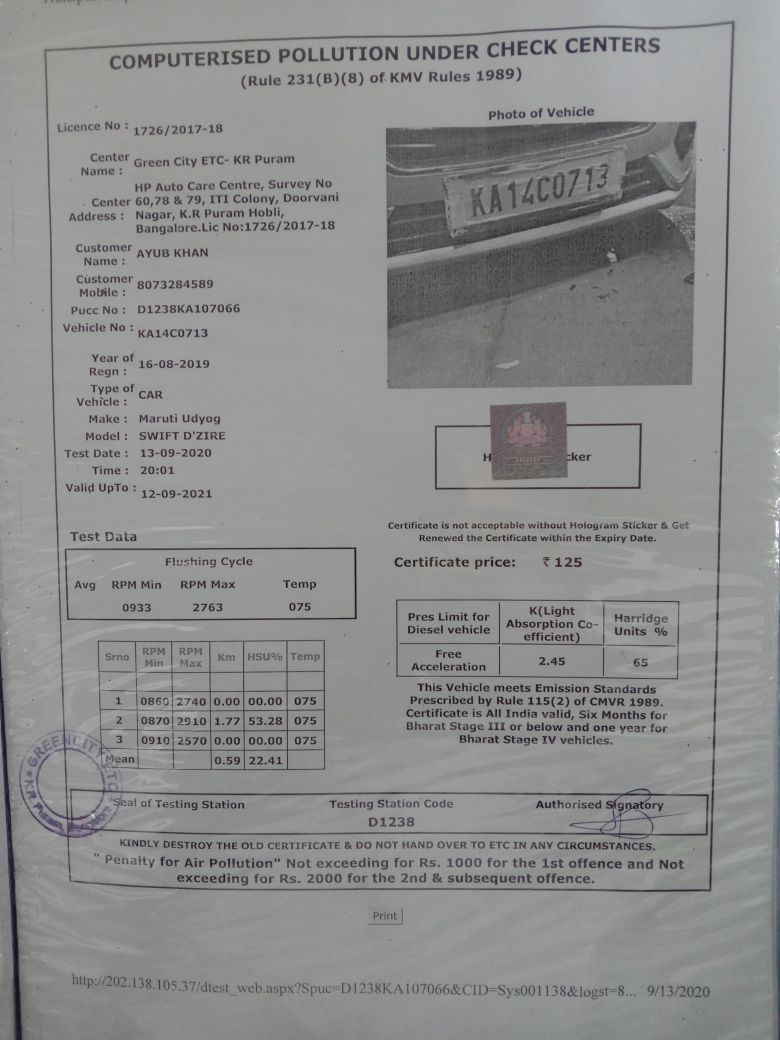 COMPUTERISED POLLUTION UNDER CHECK CENTERS
(Rule 231(B)(8) of KMV Rules 1989)
Licence No : 1726/2017-18
Center Name : Green City ETC- KR Puram
Center Address : HP Auto Care Centre, Survey No
60,78 & 79, ITI Colony, Doorvani
Nagar, K.R Puram Hobli,
Bangalore.Lic No:1726/2017-18
Customer Name : AYUB KHAN
Customer Mobile : 8073284589
Pucc No : D1238KA107066
Vehicle No : KA14C0713
Year of Regn : 16-08-2019
Type of Vehicle : CAR
Make : Maruti Udyog
Model : SWIFT D'ZIRE
Test Date : 13-09-2020
Time : 20:01
Valid UpTo : 12-09-2021
Photo of Vehicle
KA14C0713
cker
Certificate is not acceptable without Hologram Sticker & Get
Renewed the Certificate within the Expiry Date.
Certificate price: ₹ 125
Test Data
Flushing Cycle
Avg RPM Min RPM Max Temp
0933 2763 075
Srno RPM Min RPM Max Km HSU% Temp
1 0860 2740 0.00 00.00 075
2 0870 2910 1.77 53.28 075
3 0910 2570 0.00 00.00 075
Mean 0.59 22.41
Pres Limit for Diesel vehicle K(Light Absorption Co-efficient) Harridge Units %
Free Acceleration 2.45 65
This Vehicle meets Emission Standards
Prescribed by Rule 115(2) of CMVR 1989.
Certificate is All India valid, Six Months for
Bharat Stage III or below and one year for
Bharat Stage IV vehicles.
GREENCITY ETC
K.R. Puram, B'lore
Seal of Testing Station Testing Station Code Authorised Signatory
D1238
KINDLY DESTROY THE OLD CERTIFICATE & DO NOT HAND OVER TO ETC IN ANY CIRCUMSTANCES.
" Penalty for Air Pollution" Not exceeding for Rs. 1000 for the 1st offence and Not
exceeding for Rs. 2000 for the 2nd & subsequent offence.
Print
http://202.138.105.37/dtest_web.aspx?Spuc=D1238KA107066&CID=Sys001138&logst=8... 9/13/2020